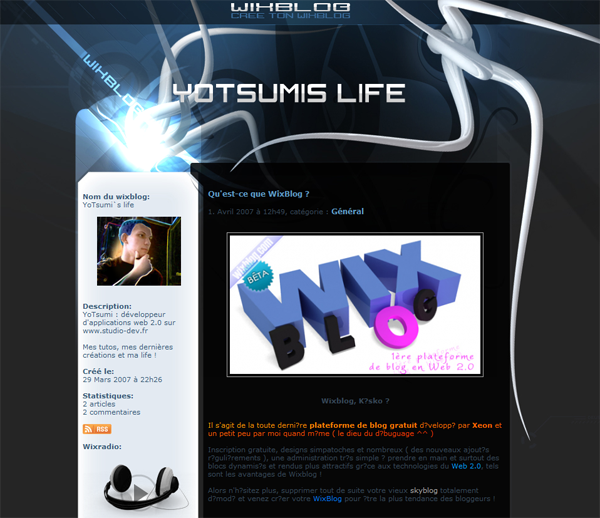 WIXBLOG
CREE TON WIXBLOG
WIXBLOG
YOTSUMIS LIFE
Nom du wixblog:
YoTsumi`s life
Description:
YoTsumi : développeur
d'applications web 2.0 sur
www.studio-dev.fr
Mes tutos, mes dernières
créations et ma life !
Créé le:
29 Mars 2007 à 22h26
Statistiques:
2 articles
2 commentaires
RSS
Wixradio:
Qu'est-ce que WixBlog ?
1. Avril 2007 à 12h49, catégorie : Général
BÊTA
WIX
BLOG
1ère plateforme
de blog en Web 2.0
Wixblog, K?sko ?
Il s'agit de la toute derni?re plateforme de blog gratuit d?velopp? par Xeon et
un petit peu par moi quand m?me ( le dieu du d?buguage ^^ )
Inscription gratuite, designs simpatoches et nombreux ( des nouveaux ajout?s
r?guli?rements ), une administration tr?s simple ? prendre en main et surtout des
blocs dynamis?s et rendus plus attractifs gr?ce aux technologies du Web 2.0, tels
sont les avantages de Wixblog !
Alors n'h?sitez plus, supprimer tout de suite votre vieux skyblog totalement
d?mod? et venez cr?er votre WixBlog pour ?tre la plus tendance des bloggeurs !